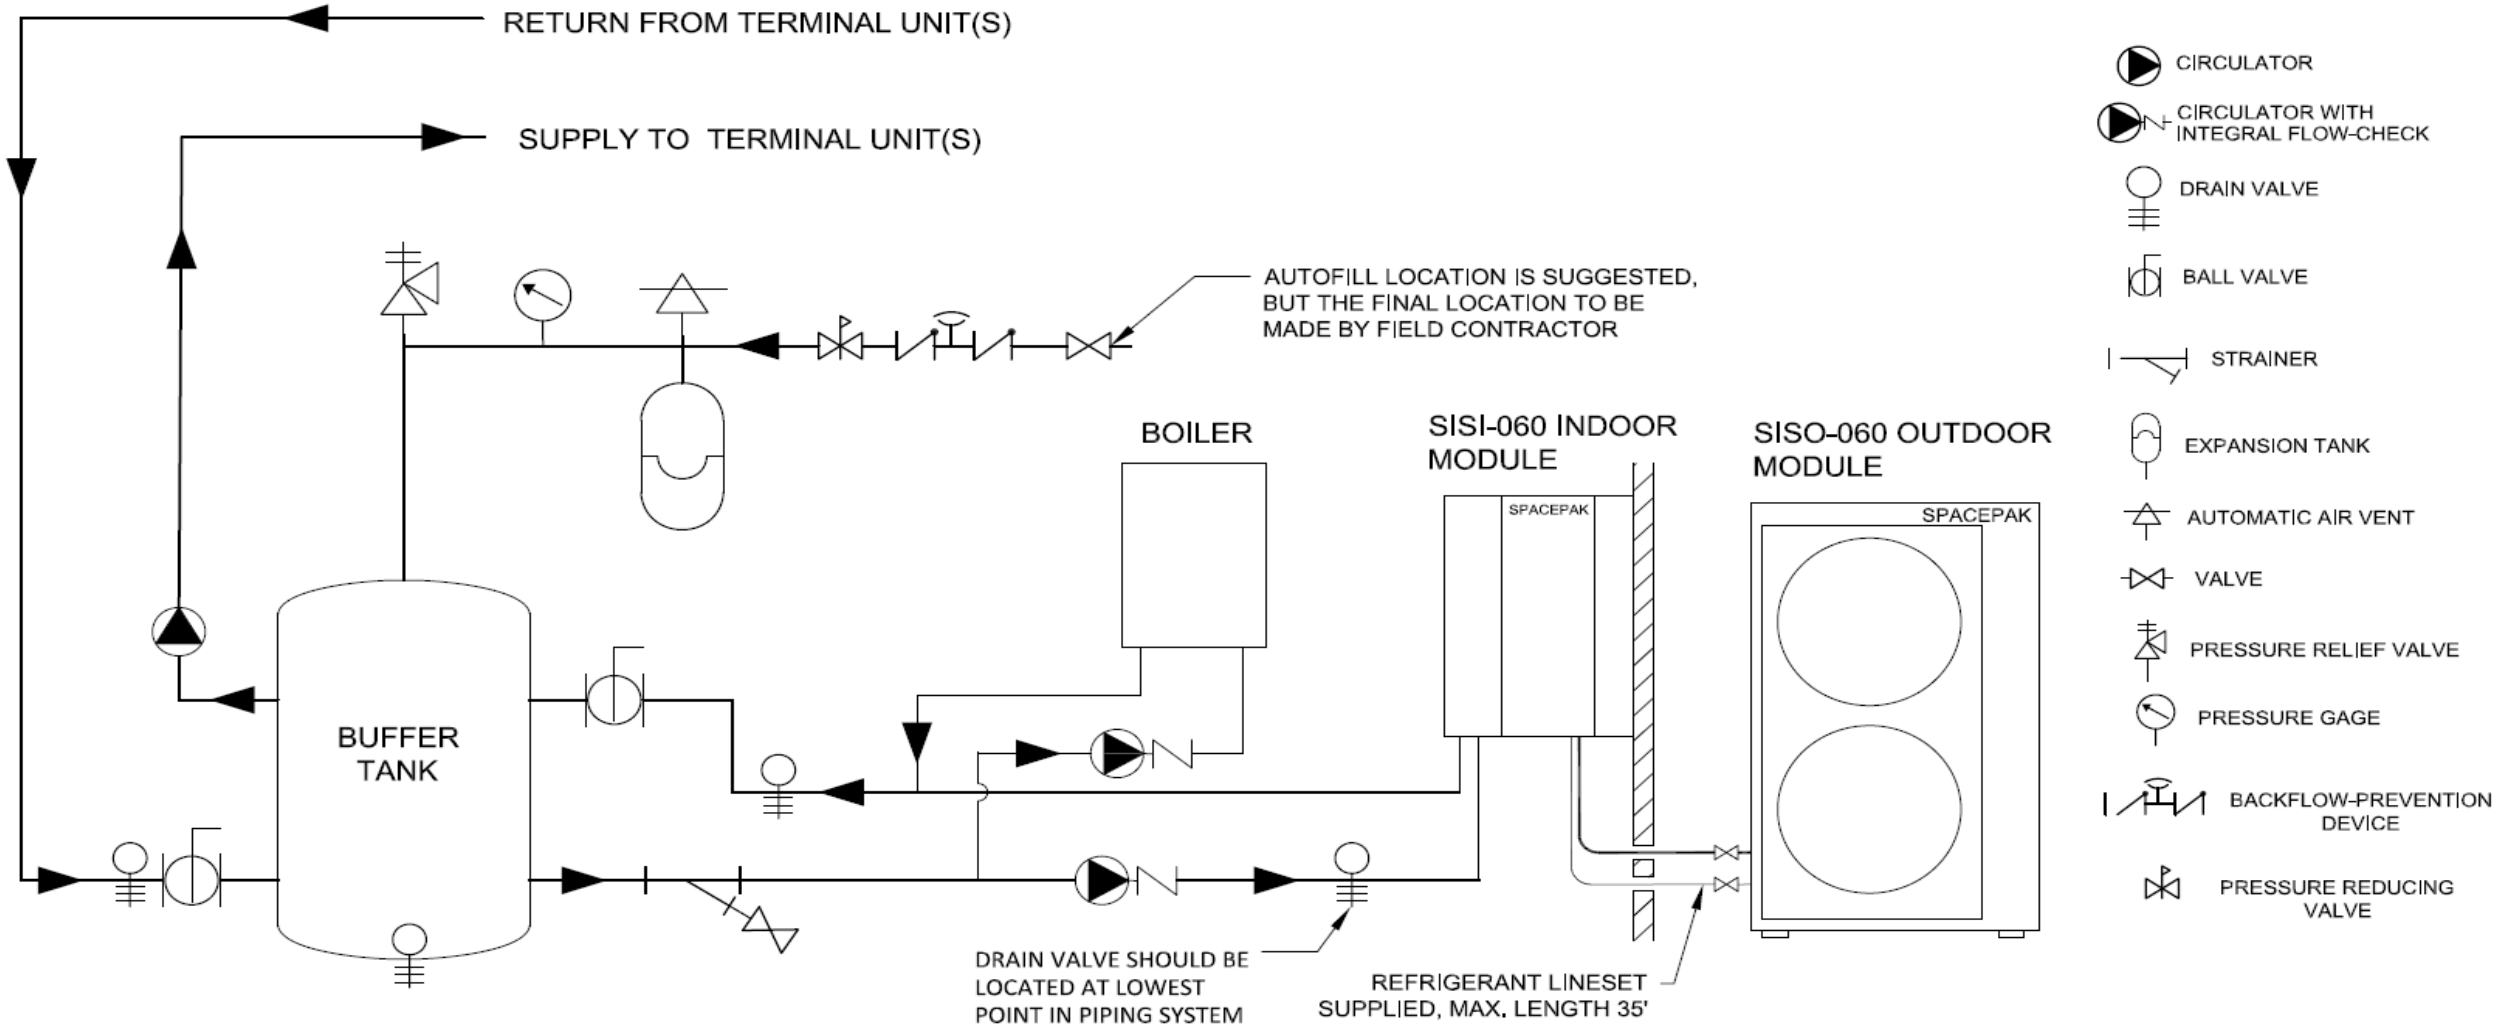 RETURN FROM TERMINAL UNIT(S)
SUPPLY TO TERMINAL UNIT(S)
AUTOFILL LOCATION IS SUGGESTED,
BUT THE FINAL LOCATION TO BE
MADE BY FIELD CONTRACTOR
BOILER
SISI-060 INDOOR
MODULE
SPACEPAK
SISO-060 OUTDOOR
MODULE
SPACEPAK
BUFFER
TANK
DRAIN VALVE SHOULD BE
LOCATED AT LOWEST
POINT IN PIPING SYSTEM
REFRIGERANT LINESET
SUPPLIED, MAX. LENGTH 35'
CIRCULATOR
CIRCULATOR WITH
INTEGRAL FLOW-CHECK
DRAIN VALVE
BALL VALVE
STRAINER
EXPANSION TANK
AUTOMATIC AIR VENT
VALVE
PRESSURE RELIEF VALVE
PRESSURE GAGE
BACKFLOW-PREVENTION
DEVICE
PRESSURE REDUCING
VALVE